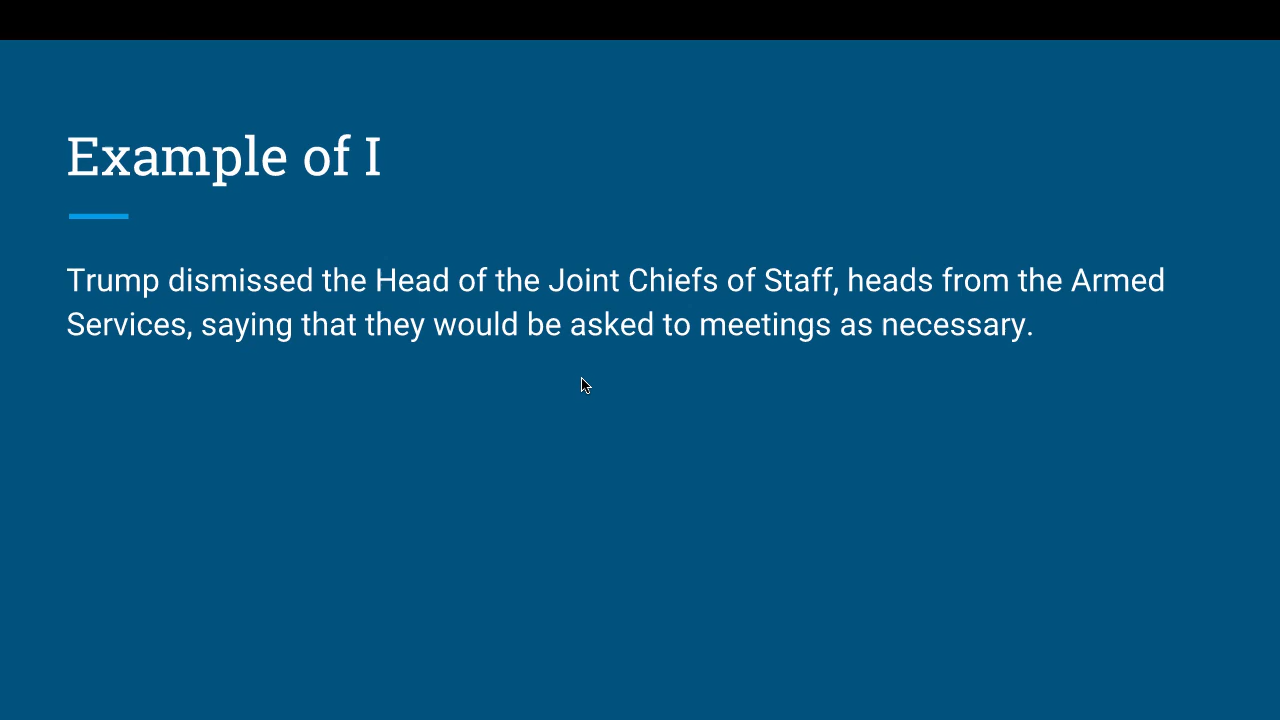 Example of I
Trump dismissed the Head of the Joint Chiefs of Staff, heads from the Armed
Services, saying that they would be asked to meetings as necessary.